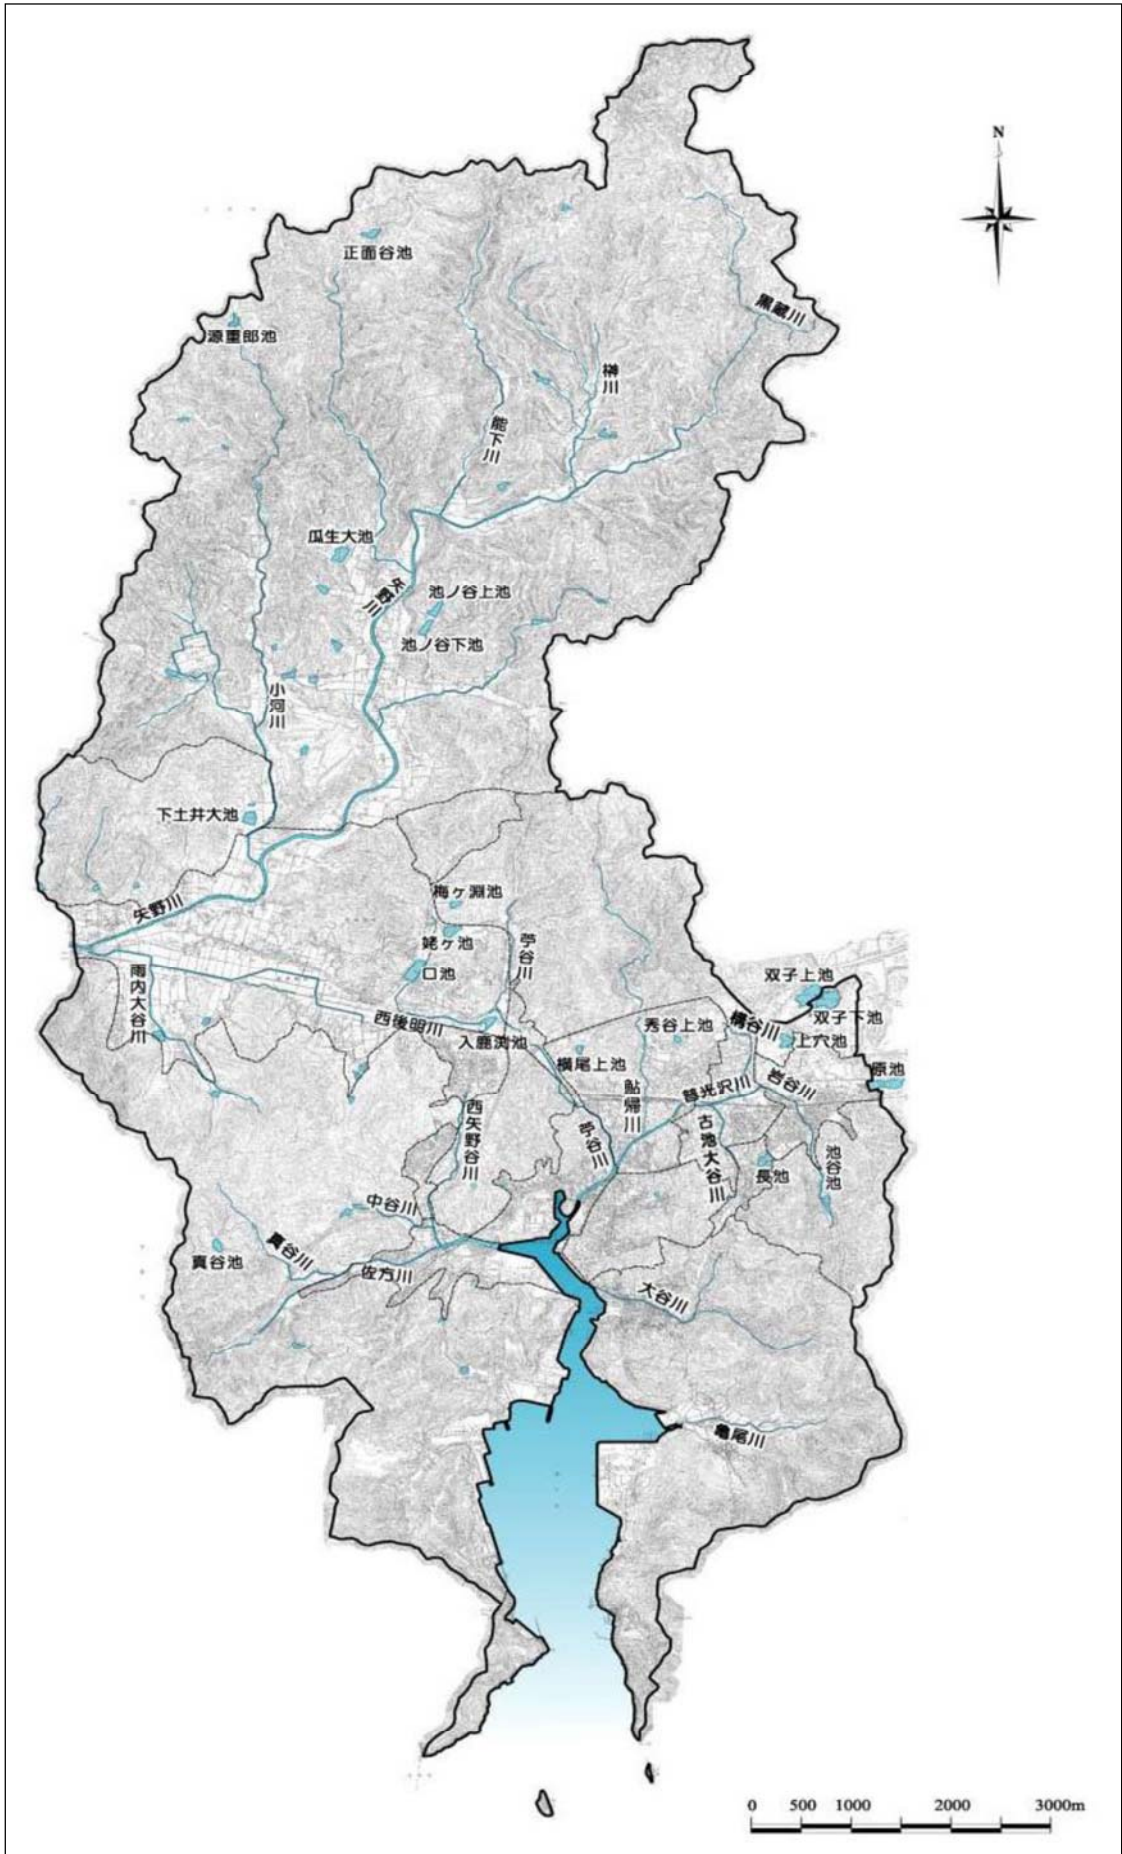 N
正面谷池
黒蔵川
源重郎池
榊川
能下川
瓜生大池
矢野川
池ノ谷上池
池ノ谷下池
小河川
下土井大池
梅ヶ淵池
矢野川
姥ヶ池
苧谷川
口池
雨内大谷川
双子上池
双子下池
西後明川
入鹿渕池
秀谷上池
横尾上池
上穴池
原池
鮎帰川
普光沢川
岩谷川
西矢野谷川
苧谷川
古池大谷川
池谷池
長池
中谷川
真谷川
真谷池
佐方川
大谷川
亀尾川
0 500 1000 2000 3000m